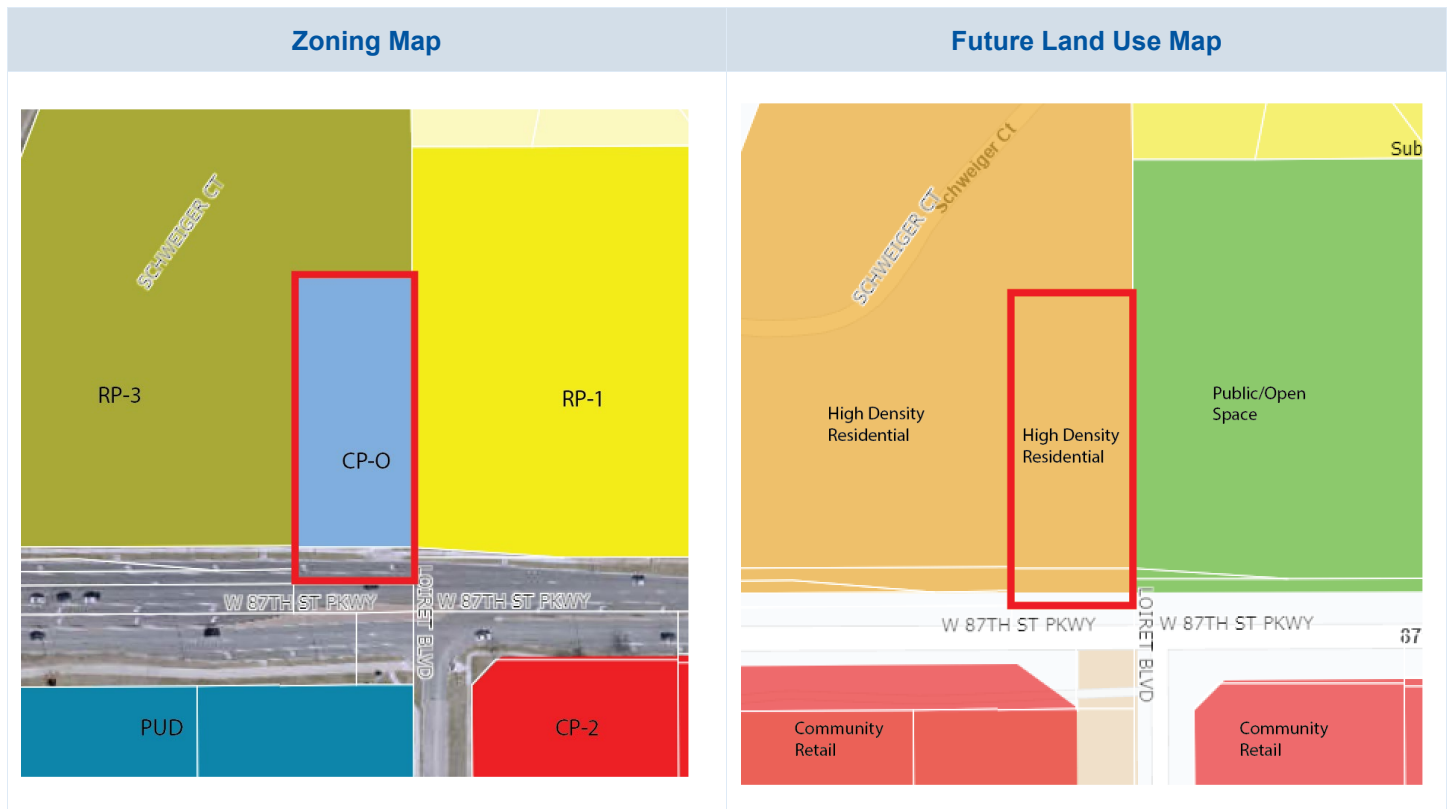 Zoning Map
SCHWEIGER CT
RP-3
RP-1
CP-O
W 87TH ST PKWY
W 87TH ST PKWY
LOIRET BLVD
PUD
CP-2
Future Land Use Map
Schweiger Ct
Sub
SCHWEIGER CT
High Density
Residential
High Density
Residential
Public/Open
Space
W 87TH ST PKWY
W 87TH ST PKWY
87
LOIRET BLVD
Community
Retail
Community
Retail